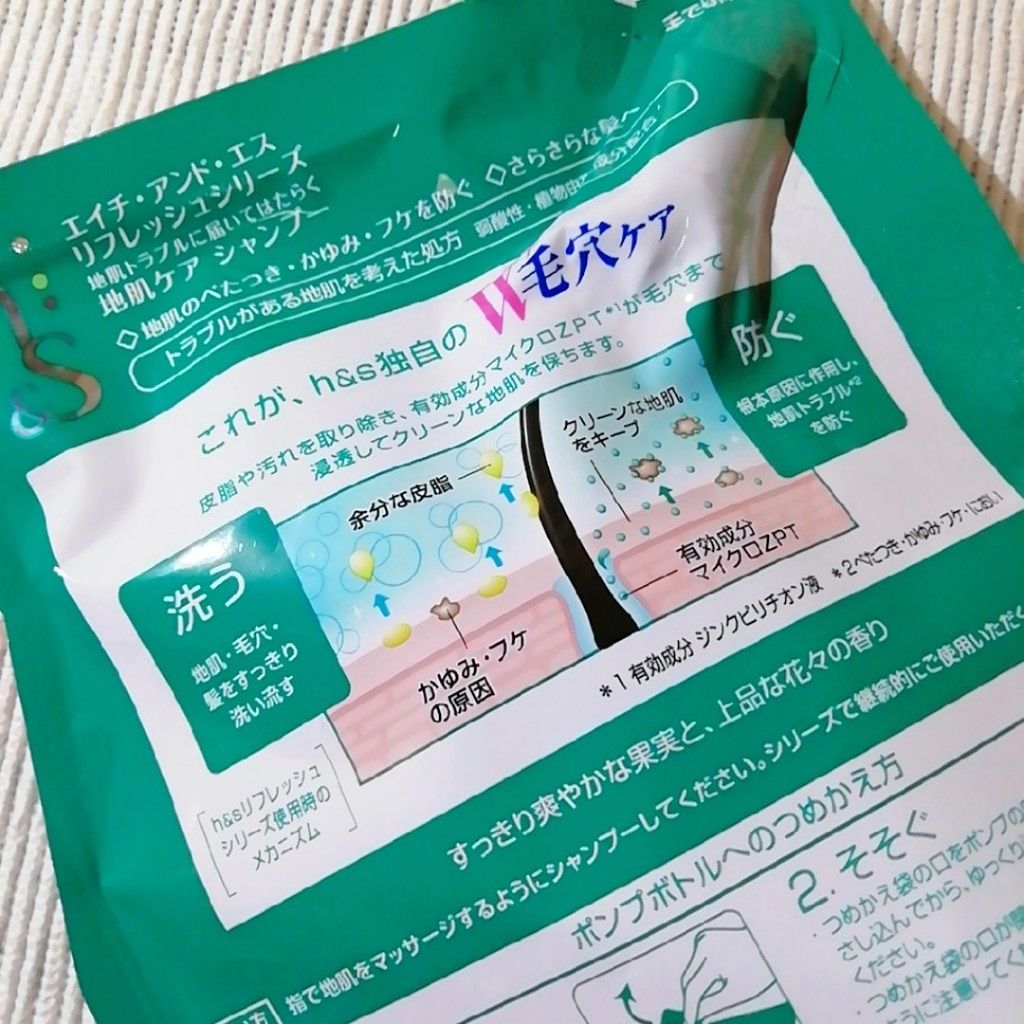 エイチ・アンド・エス
リフレッシュシリーズ
地肌トラブルに届いてはたらく
地肌ケア シャンプー
◇地肌のべたつき・かゆみ・フケを防ぐ ◇さらさらな髪へ
トラブルがある地肌を考えた処方 弱酸性・植物由 成分配合
これが、h&s独自の W毛穴ケア
皮脂や汚れを取り除き、有効成分マイクロZPT*1が毛穴まで
浸透してクリーンな地肌を保ちます。
洗う
地肌・毛穴・
髪をすっきり
洗い流す
余分な皮脂
かゆみ・フケ
の原因
クリーンな地肌
をキープ
有効成分
マイクロZPT
防ぐ
根本原因に作用し、
地肌トラブル*2
を防ぐ
*1 有効成分 ジンクピリチオン液 *2べたつき・かゆみ・フケ・におい
h&sリフレッシュ
シリーズ使用時の
メカニズム
すっきり爽やかな果実と、上品な花々の香り
指で地肌をマッサージするようにシャンプーしてください。シリーズで継続的にご使用いただく
ポンプボトルへのつめかえ方
2.そそぐ
・つめかえ袋の口をポンプの
さし込んでから、ゆっくり
ください。
・つめかえ袋の口が
ように注意してく